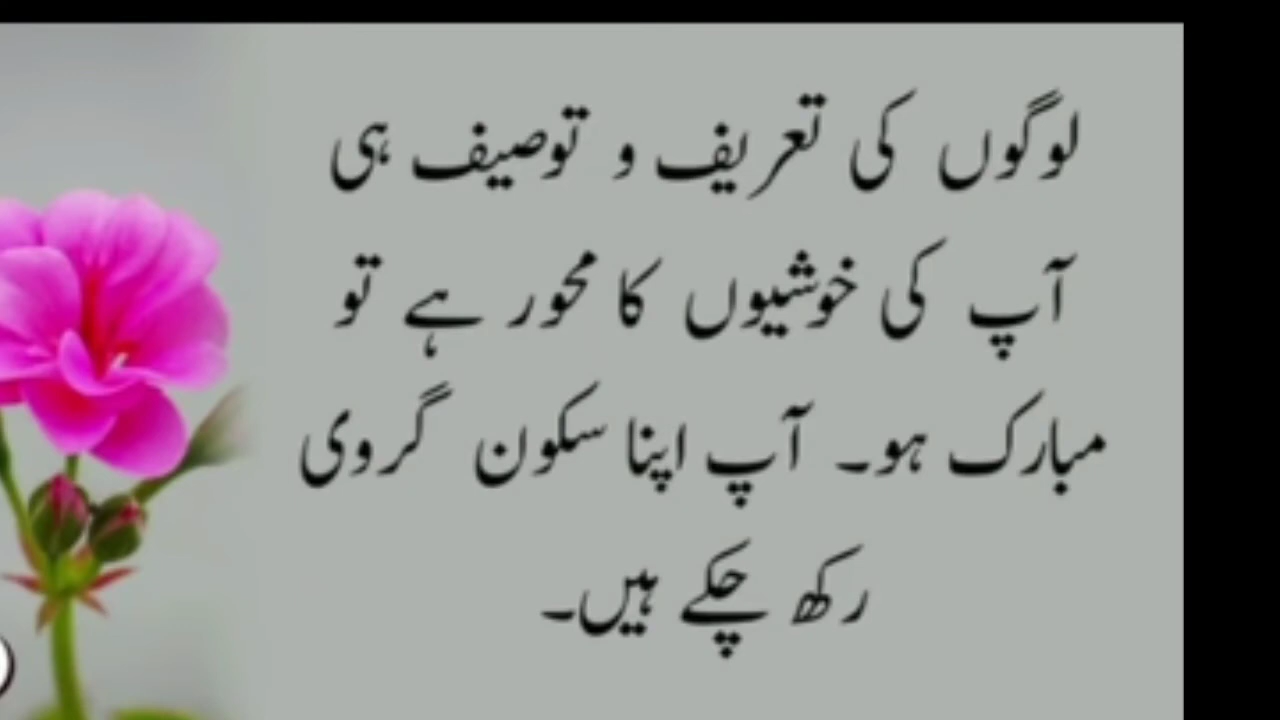 لوگوں کی تعریف و توصیف ہی
آپ کی خوشیوں کا محور ہے تو
مبارک ہو۔ آپ اپنا سکون گروی
رکھ چکے ہیں۔